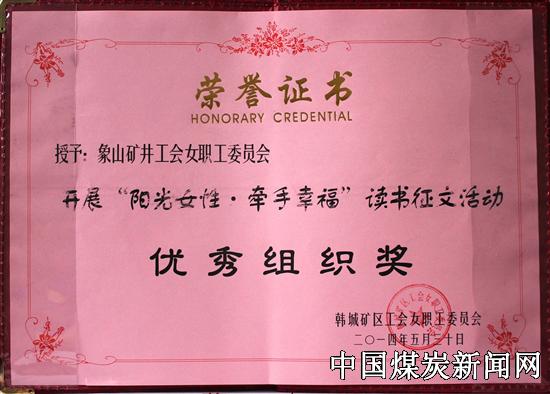 荣誉证书
HONORARY CREDENTIAL
授予：象山矿井工会女职工委员会
开展“阳光女性·牵手幸福”读书征文活动
优秀组织奖
韩城矿区工会女职工委员会
二〇一四年五月三十日
中国煤炭新闻网